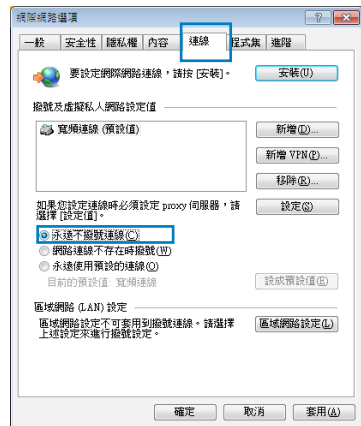 網際網路選項
一般 安全性 隱私權 內容 連線 程式集 進階
要設定網際網路連線，請按 [安裝]。 安裝(U)
撥號及虛擬私人網路設定值
寬頻連線 (預設值) 新增(D)...
新增 VPN(P)...
移除(R)...
如果您設定連線時必須設定 proxy 伺服器，請 設定(S)
選擇 [設定值]。
永遠不撥號連線(C)
網路連線不存在時撥號(W)
永遠使用預設的連線(O)
目前的預設值: 寬頻連線 設成預設值(E)
區域網路 (LAN) 設定
區域網路設定不可套用到撥號連線。請選擇 區域網路設定(L)
上述設定來進行撥號設定。
確定 取消 套用(A)